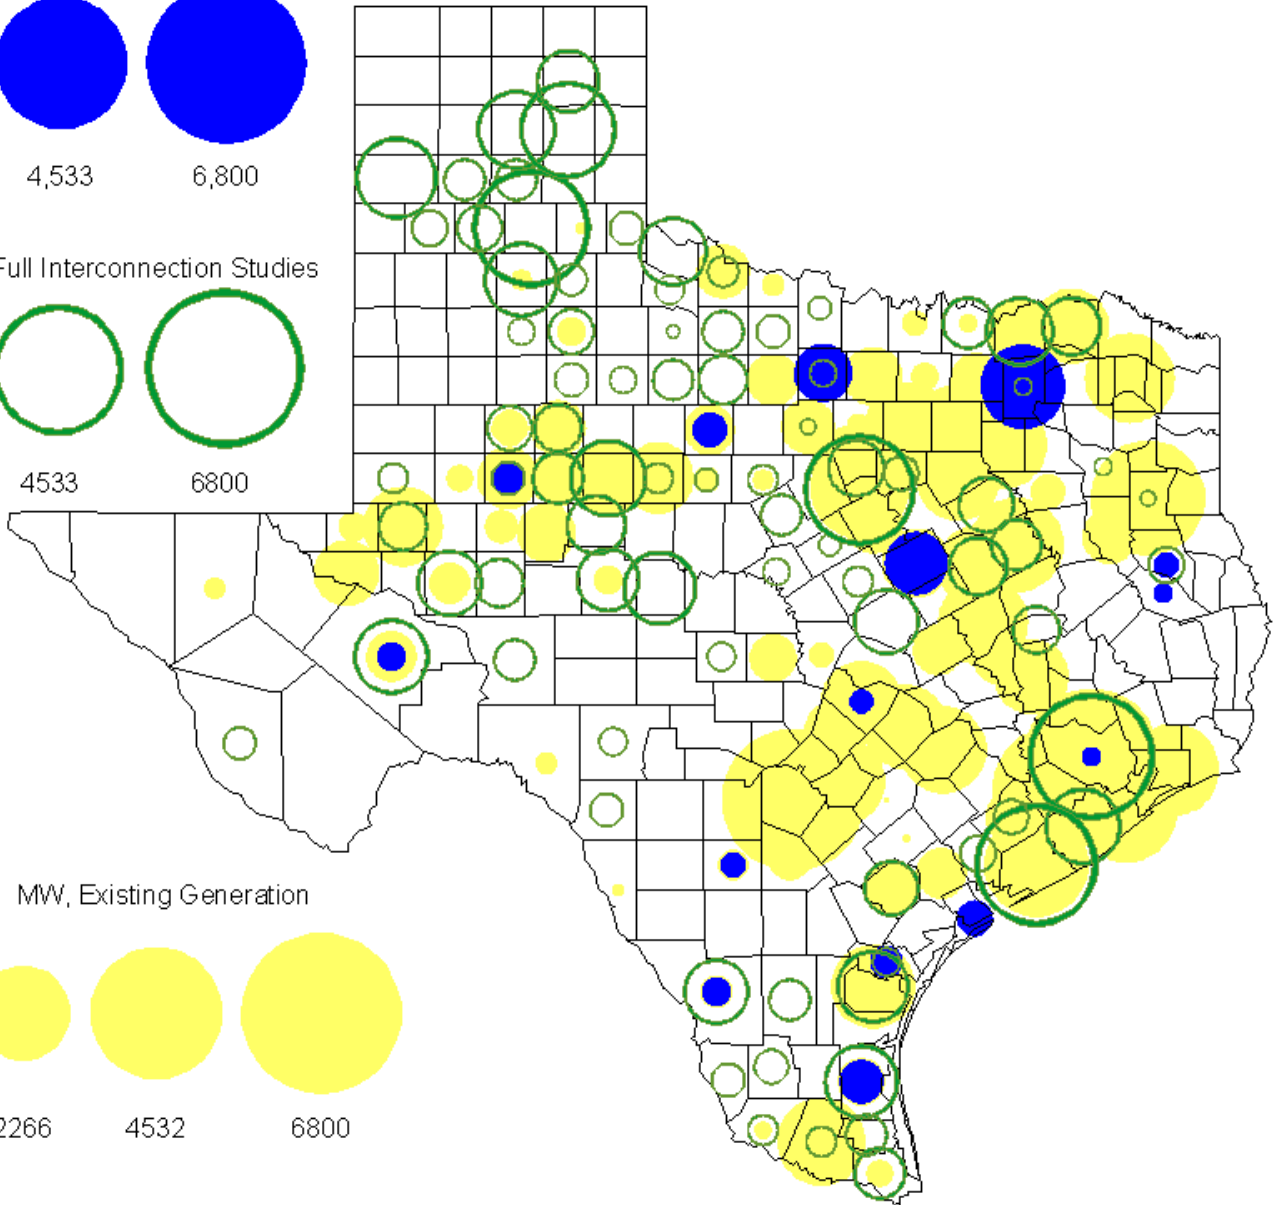 4,533 6,800
Full Interconnection Studies
4533 6800
MW, Existing Generation
2266 4532 6800